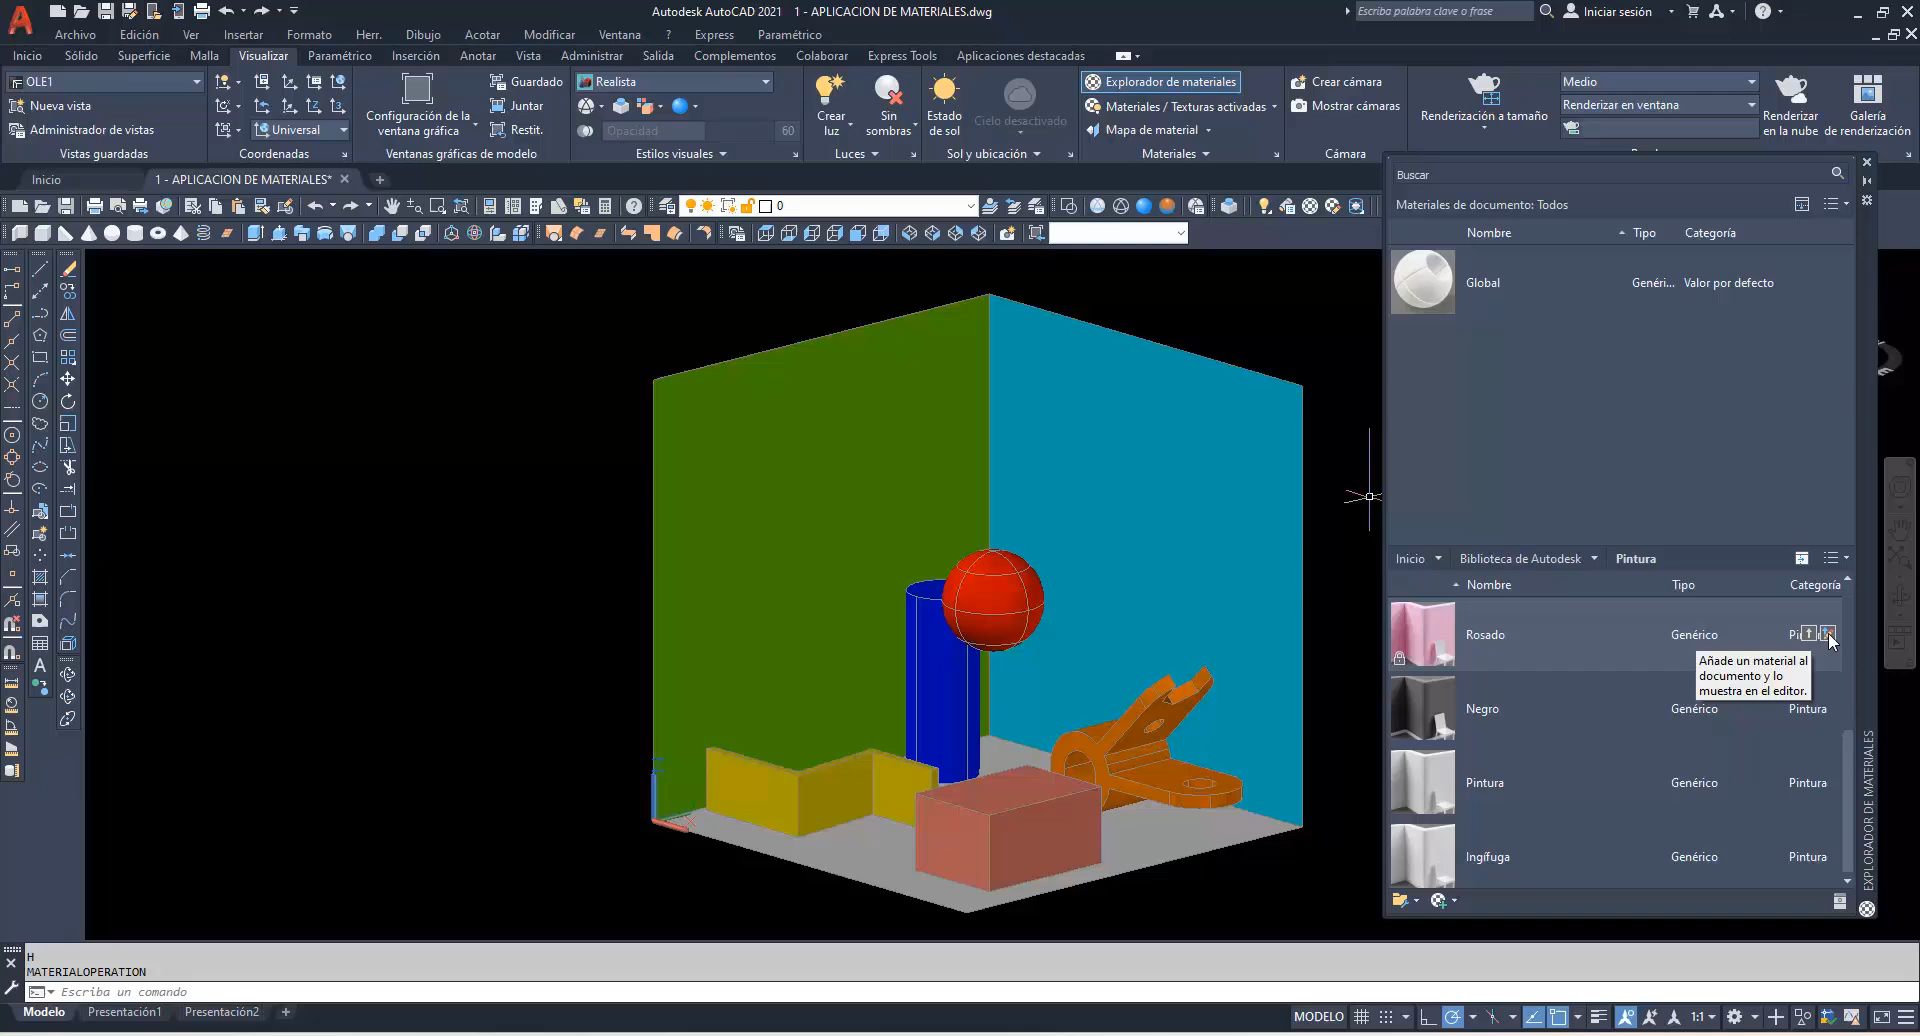 Autodesk AutoCAD 2021 1 - APLICACION DE MATERIALES.dwg
Escriba palabra clave o frase
Iniciar sesión
Archivo Edición Ver Insertar Formato Herr. Dibujo Acotar Modificar Ventana ? Express Paramétrico
Inicio Sólido Superficie Malla Visualizar Paramétrico Inserción Anotar Vista Administrar Salida Complementos Colaborar Express Tools Aplicaciones destacadas
OLE1
Nueva vista
Administrador de vistas
Vistas guardadas
Universal
Coordenadas
Configuración de la
ventana gráfica
Guardado
Juntar
Restit.
Ventanas gráficas de modelo
Realista
Opacidad 60
Estilos visuales
Crear
luz
Sin
sombras
Luces
Estado
de sol
Cielo desactivado
Sol y ubicación
Explorador de materiales
Materiales / Texturas activadas
Mapa de material
Materiales
Crear cámara
Mostrar cámaras
Cámara
Renderización a tamaño
Medio
Renderizar en ventana
Renderizar
en la nube
Galería
de renderización
Inicio
1 - APLICACION DE MATERIALES*
0
Buscar
Materiales de documento: Todos
Nombre Tipo Categoría
Global Genéri... Valor por defecto
Inicio Biblioteca de Autodesk Pintura
Nombre Tipo Categoría
Rosado Genérico
Añade un material al
documento y lo
muestra en el editor.
Negro Genérico Pintura
Pintura Genérico Pintura
Ingífuga Genérico Pintura
EXPLORADOR DE MATERIALES
H
MATERIALOPERATION
Escriba un comando
Modelo Presentación1 Presentación2
MODELO 1:1